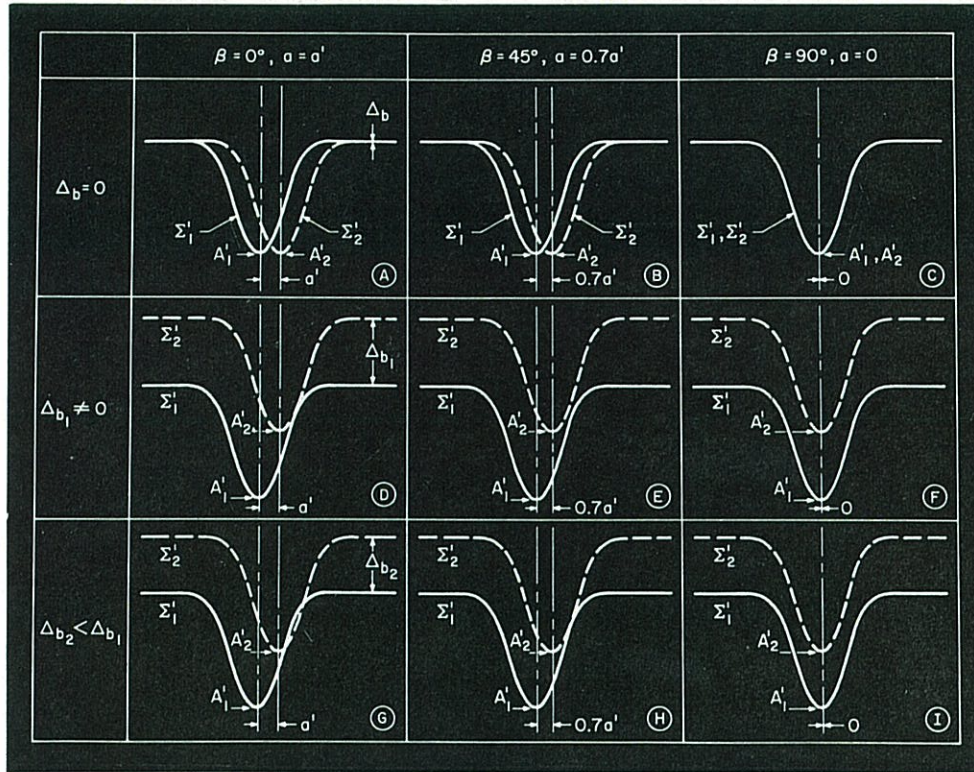 β = 0°, a = a'
β = 45°, a = 0.7a'
β = 90°, a = 0
Δb = 0
Δb
Σ'1
Σ'2
A'1
A'2
a'
A
Σ'1
Σ'2
A'1
A'2
0.7a'
B
Σ'1, Σ'2
A'1, A'2
0
C
Δb1 ≠ 0
Σ'2
Δb1
Σ'1
A'2
A'1
a'
D
Σ'2
Σ'1
A'2
A'1
0.7a'
E
Σ'2
Σ'1
A'2
A'1
0
F
Δb2 < Δb1
Σ'2
Δb2
Σ'1
A'2
A'1
a'
G
Σ'2
Σ'1
A'2
A'1
0.7a'
H
Σ'2
Σ'1
A'2
A'1
0
I